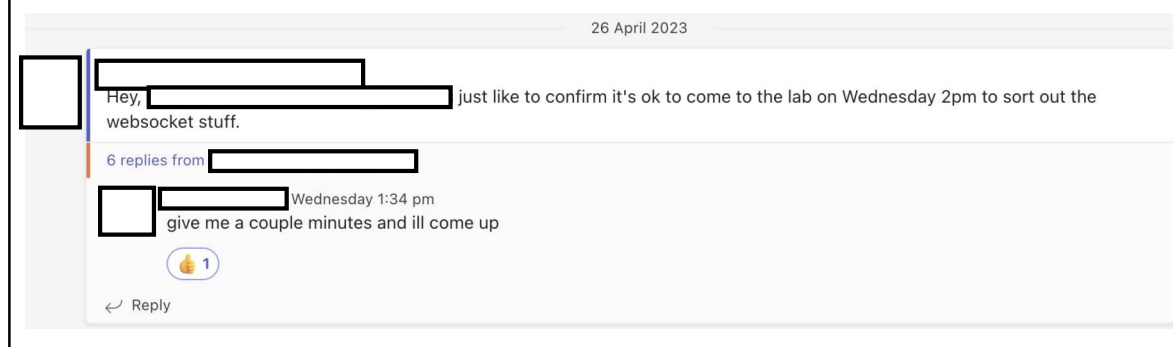 26 April 2023
Hey, just like to confirm it's ok to come to the lab on Wednesday 2pm to sort out the
websocket stuff.
6 replies from
Wednesday 1:34 pm
give me a couple minutes and ill come up
👍 1
Reply